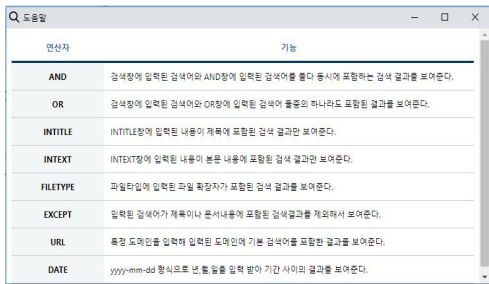 도움말
연산자 기능
AND 검색창에 입력된 검색어와 AND창에 입력된 검색어를 둘다 동시에 포함하는 검색 결과를 보여준다.
OR 검색창에 입력된 검색어와 OR창에 입력된 검색어 둘중의 하나라도 포함된 결과를 보여준다.
INTITLE INTITLE창에 입력된 내용이 제목에 포함된 검색 결과만 보여준다.
INTEXT INTEXT창에 입력된 내용이 본문 내용에 포함된 검색 결과만 보여준다.
FILETYPE 파일타입에 입력된 파일 확장자가 포함된 검색 결과를 보여준다.
EXCEPT 입력된 검색어가 제목이나 문서내용에 포함된 검색결과를 제외해서 보여준다.
URL 특정 도메인을 입력해 입력된 도메인에 기본 검색어를 포함한 결과를 보여준다.
DATE yyyy-mm-dd 형식으로 년,월,일을 입력 받아 기간 사이의 결과를 보여준다.